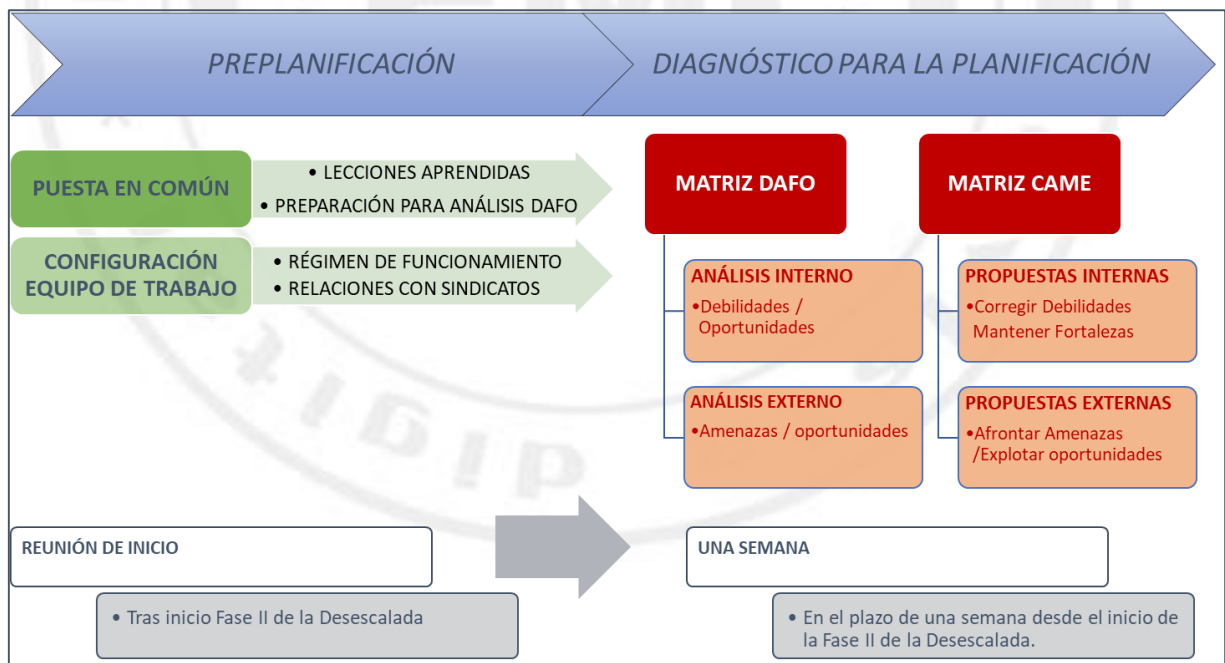 PREPLANIFICACIÓN
DIAGNÓSTICO PARA LA PLANIFICACIÓN
PUESTA EN COMÚN
• LECCIONES APRENDIDAS
• PREPARACIÓN PARA ANÁLISIS DAFO
CONFIGURACIÓN
EQUIPO DE TRABAJO
• RÉGIMEN DE FUNCIONAMIENTO
• RELACIONES CON SINDICATOS
MATRIZ DAFO
ANÁLISIS INTERNO
•Debilidades /
Oportunidades
ANÁLISIS EXTERNO
•Amenazas / oportunidades
MATRIZ CAME
PROPUESTAS INTERNAS
•Corregir Debilidades
Mantener Fortalezas
PROPUESTAS EXTERNAS
•Afrontar Amenazas
/Explotar oportunidades
REUNIÓN DE INICIO
• Tras inicio Fase II de la Desescalada
UNA SEMANA
• En el plazo de una semana desde el inicio de
la Fase II de la Desescalada.